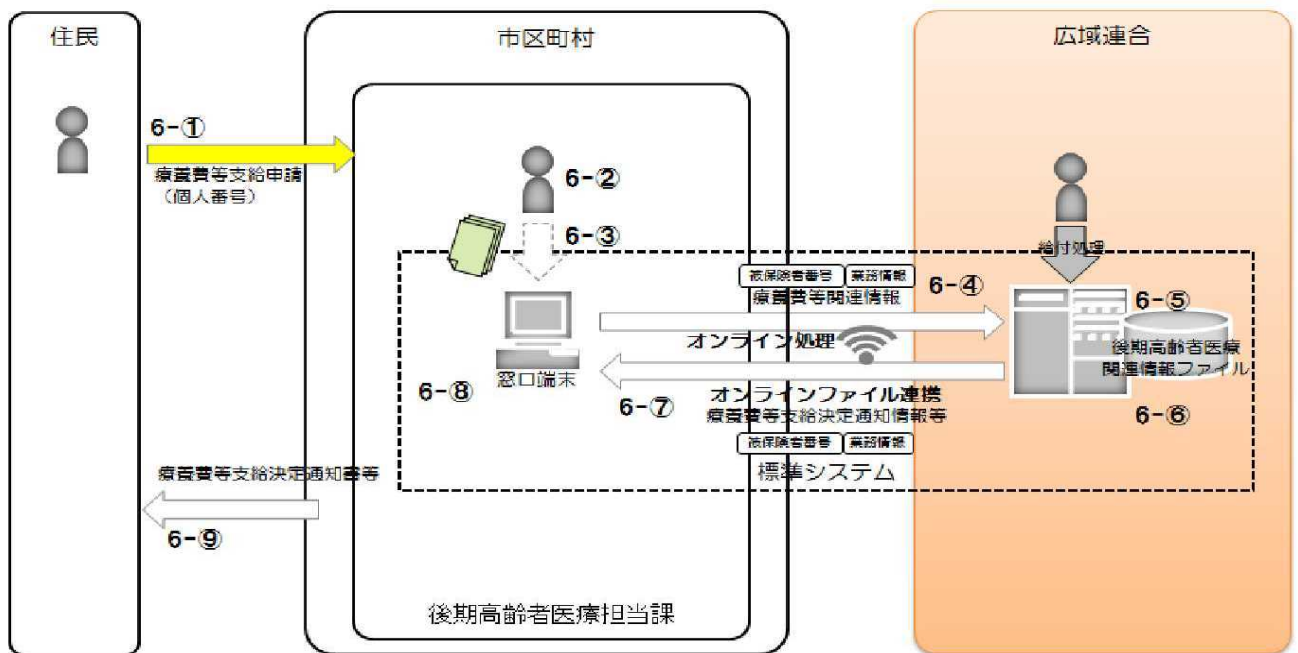 住民
市区町村
広域連合
6-①
療養費等支給申請
（個人番号）
6-②
6-③
給付処理
被保険者番号 業務情報
療養費等関連情報
6-④
6-⑤
オンライン処理
後期高齢者医療
関連情報ファイル
窓口端末
6-⑧
6-⑦
オンラインファイル連携
療養費等支給決定通知情報等
6-⑥
被保険者番号 業務情報
標準システム
療養費等支給決定通知書等
6-⑨
後期高齢者医療担当課